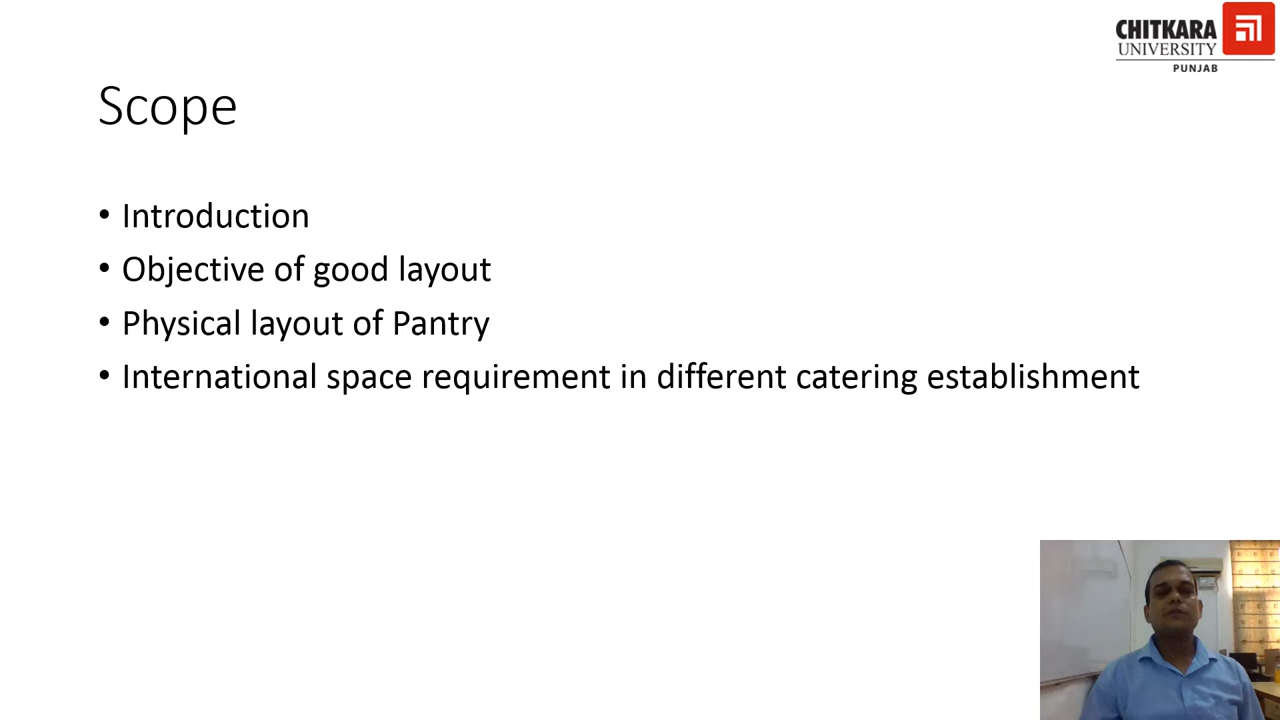 CHITKARA
UNIVERSITY
PUNJAB
Scope
• Introduction
• Objective of good layout
• Physical layout of Pantry
• International space requirement in different catering establishment